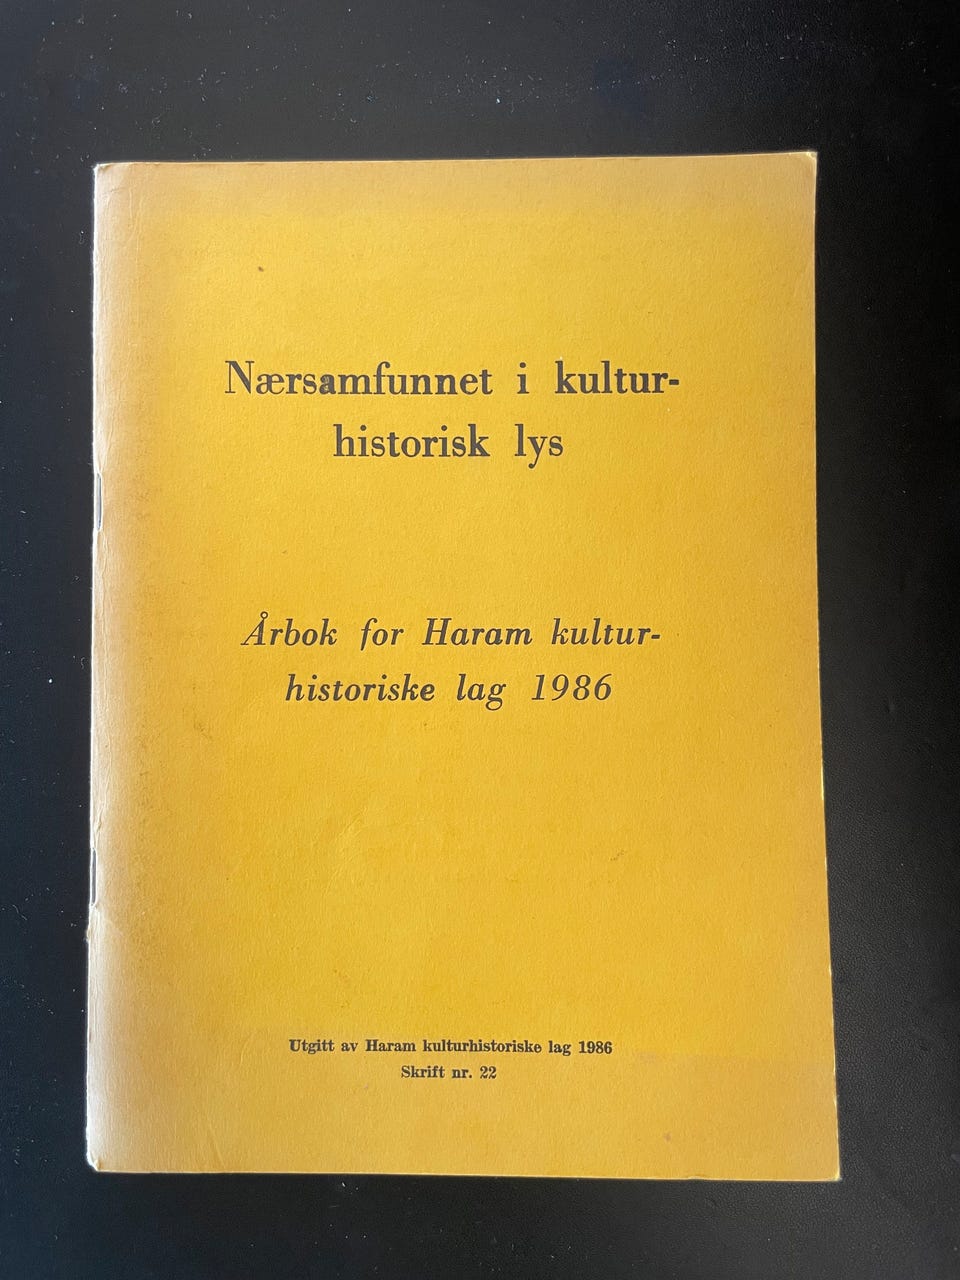 Nærsamfunnet i kultur-
historisk lys
Årbok for Haram kultur-
historiske lag 1986
Utgitt av Haram kulturhistoriske lag 1986
Skrift nr. 22